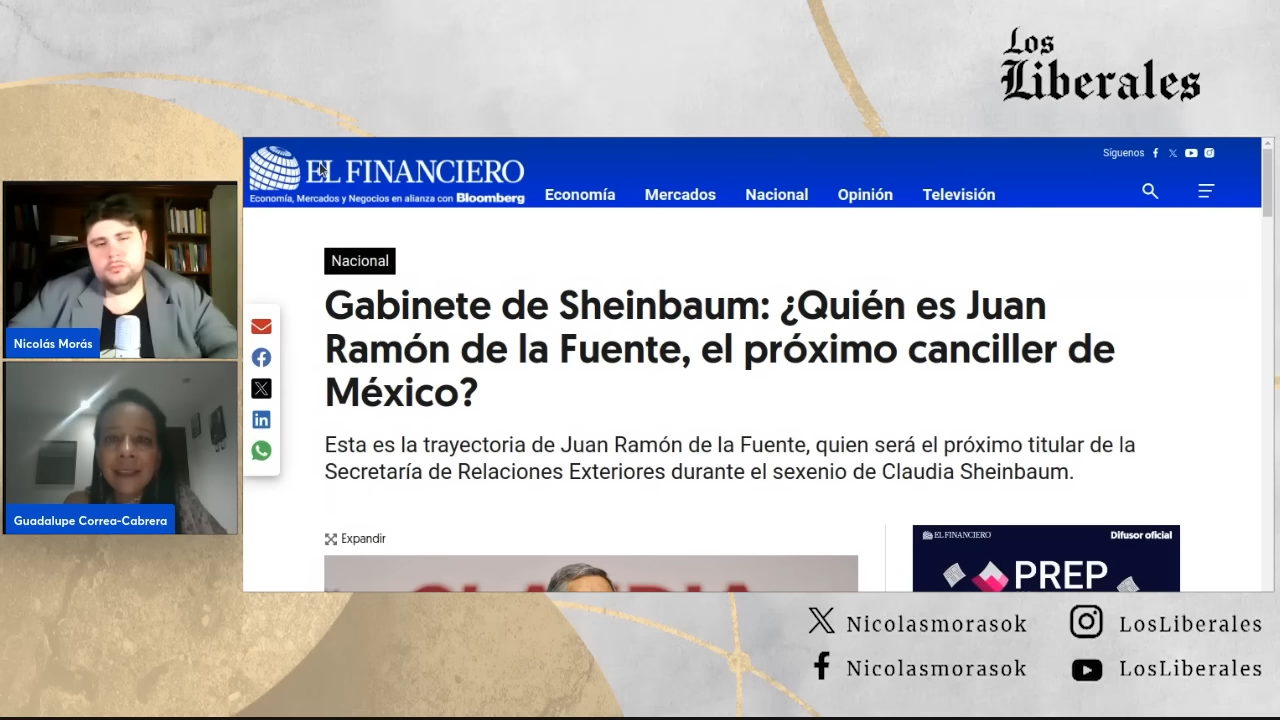 Los
Liberales
EL FINANCIERO
Economía, Mercados y Negocios en alianza con Bloomberg
Economía
Mercados
Nacional
Opinión
Televisión
Síguenos
Nacional
Gabinete de Sheinbaum: ¿Quién es Juan
Ramón de la Fuente, el próximo canciller de
México?
Esta es la trayectoria de Juan Ramón de la Fuente, quien será el próximo titular de la
Secretaría de Relaciones Exteriores durante el sexenio de Claudia Sheinbaum.
Expandir
CLAUDIA
EL FINANCIERO
Difusor oficial
PREP
Nicolás Morás
Guadalupe Correa-Cabrera
Nicolasmorasok
LosLiberales
Nicolasmorasok
LosLiberales